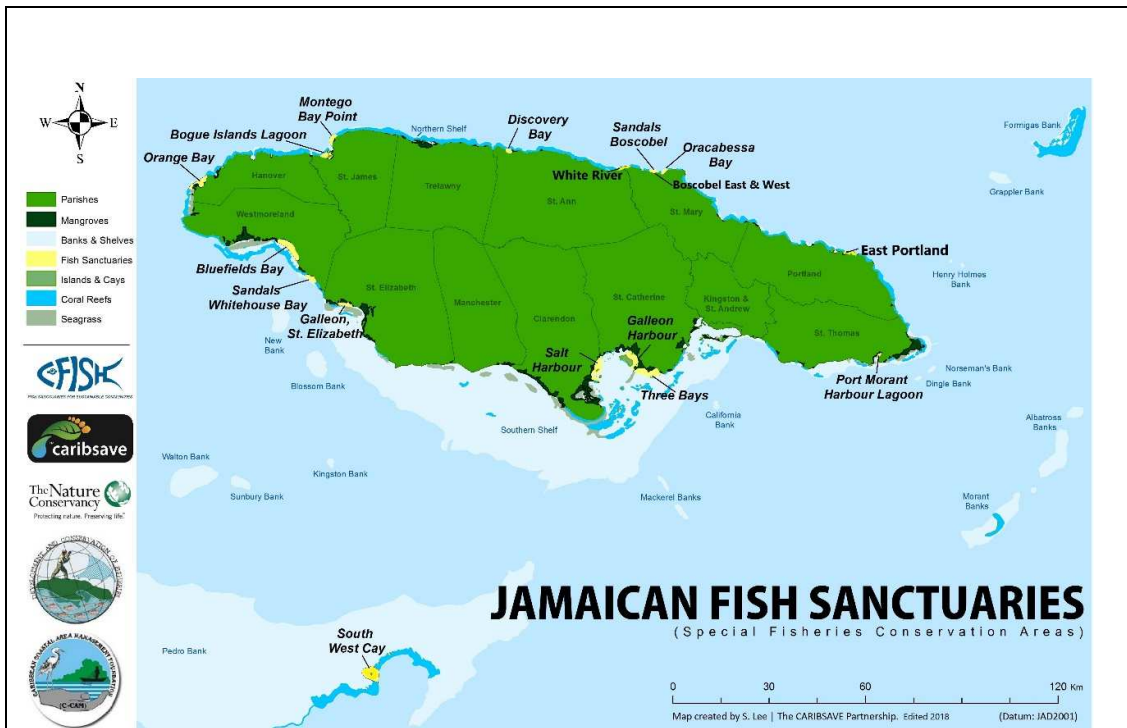 N
W
E
S
Parishes
Mangroves
Banks & Shelves
Fish Sanctuaries
Islands & Cays
Coral Reefs
Seagrass
C-FISH
caribsave
The Nature
Conservancy
Protecting nature. Preserving life.
CARIBBEAN COASTAL AREA MANAGEMENT FOUNDATION
(C-CAM)
Montego
Bay Point
Northern Shelf
Discovery
Bay
Sandals
Boscobel
Oracabessa
Bay
Formigas Bank
Bogue Islands Lagoon
Orange Bay
Hanover
St. James
Trelawny
White River
Boscobel East & West
Grappler Bank
St. Ann
St. Mary
Westmoreland
East Portland
Bluefields Bay
Portland
Henry Holmes
Bank
Sandals
Whitehouse Bay
St. Elizabeth
Manchester
St. Catherine
Kingston &
St. Andrew
Clarendon
St. Thomas
Galleon,
St. Elizabeth
Galleon
Harbour
New
Bank
Salt
Harbour
Port Morant
Harbour Lagoon
Norseman's Bank
Dingle Bank
Blossom Bank
Three Bays
California
Bank
Albatross
Banks
Southern Shelf
Walton Bank
Kingston Bank
Sunbury Bank
Mackerel Banks
Morant
Banks
JAMAICAN FISH SANCTUARIES
(Special Fisheries Conservation Areas)
South
West Cay
Pedro Bank
0 30 60 120 Km
Map created by S. Lee | The CARIBSAVE Partnership. Edited 2018 (Datum: JAD2001)